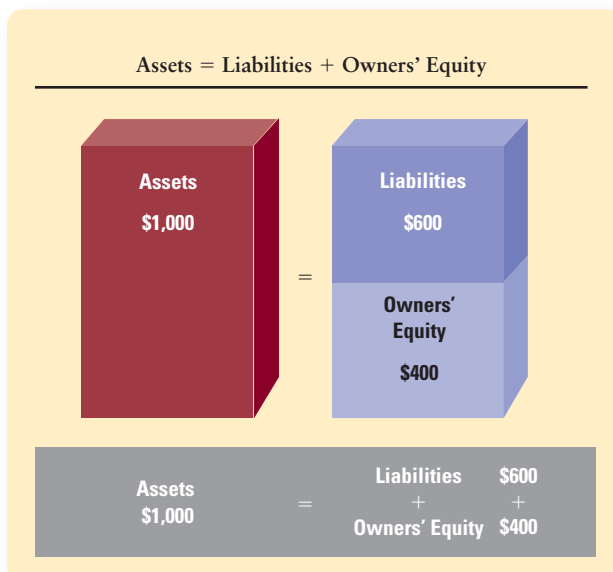 Assets = Liabilities + Owners’ Equity
Assets
$1,000
=
Liabilities
$600
Owners’
Equity
$400
Assets
$1,000
=
Liabilities $600
+ +
Owners’ Equity $400